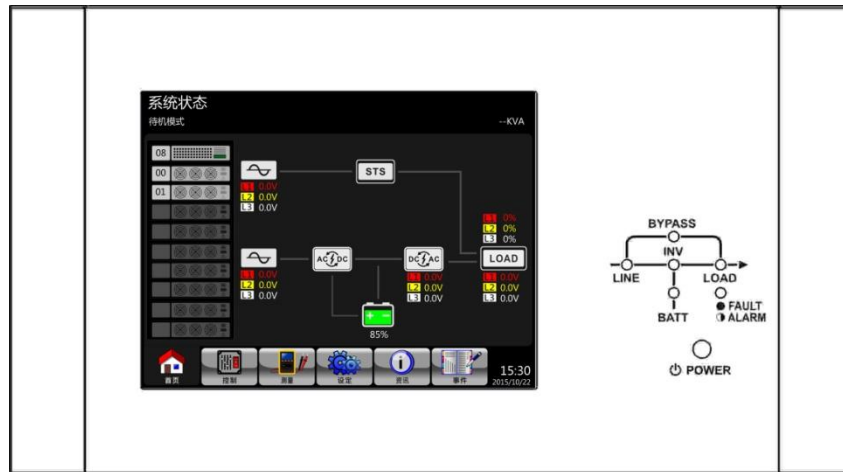 系统状态
待机模式
--KVA
08
00
01
L1 0.0V
L2 0.0V
L3 0.0V
STS
L1 0%
L2 0%
L3 0%
AC DC
DC AC
LOAD
L1 0.0V
L2 0.0V
L3 0.0V
L1 0.0V
L2 0.0V
L3 0.0V
L1 0.0V
L2 0.0V
L3 0.0V
+ -
85%
首页
控制
测量
设定
资讯
事件
15:30
2015/10/22
BYPASS
INV
LINE
LOAD
BATT
FAULT
ALARM
POWER